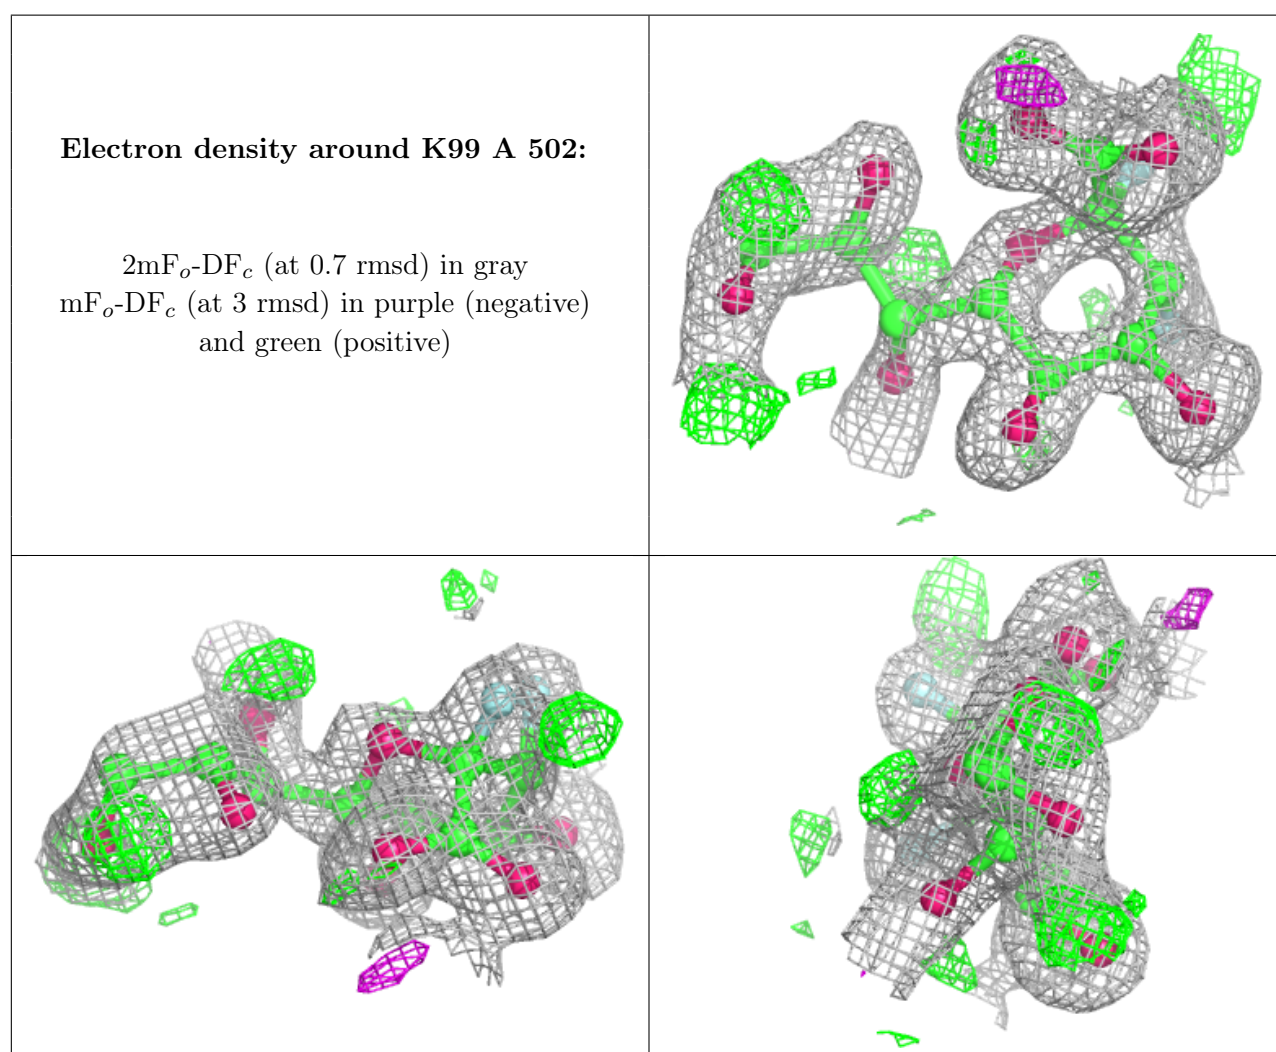 Electron density around K99 A 502:
2mFo-DFc (at 0.7 rmsd) in gray
mFo-DFc (at 3 rmsd) in purple (negative)
and green (positive)